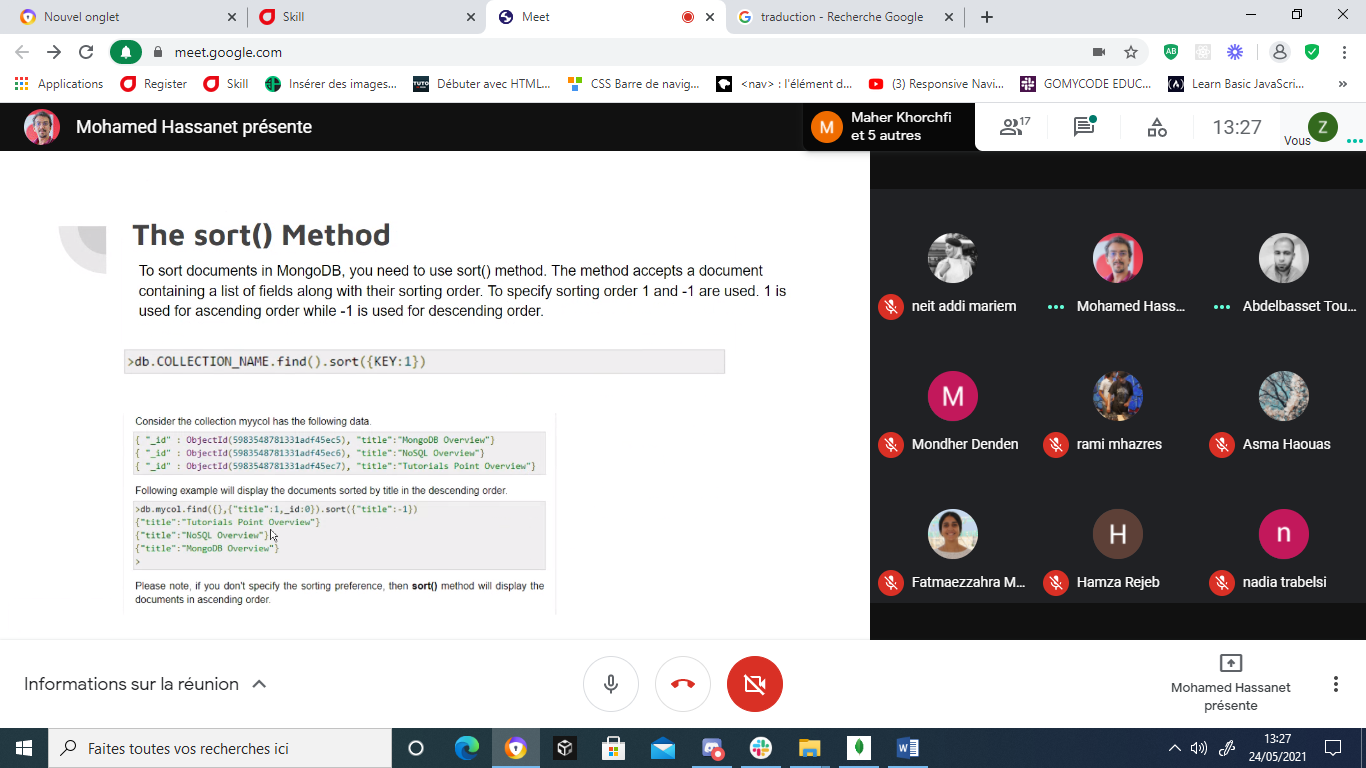 Nouvel onglet
Skill
Meet
traduction - Recherche Google
meet.google.com
AB
Applications
Register
Skill
Insérer des images...
TUTO
Débuter avec HTML...
CSS Barre de navig...
<nav> : l'élément d...
(3) Responsive Navi...
GOMYCODE EDUC...
Learn Basic JavaScri...
»
Mohamed Hassanet présente
M
Maher Khorchfi
et 5 autres
17
13:27
Vous
Z
The sort() Method
To sort documents in MongoDB, you need to use sort() method. The method accepts a document
containing a list of fields along with their sorting order. To specify sorting order 1 and -1 are used. 1 is
used for ascending order while -1 is used for descending order.
>db.COLLECTION_NAME.find().sort({KEY:1})
Consider the collection myycol has the following data.
{ "_id" : ObjectId(5983548781331adf45ec5), "title":"MongoDB Overview"}
{ "_id" : ObjectId(5983548781331adf45ec6), "title":"NoSQL Overview"}
{ "_id" : ObjectId(5983548781331adf45ec7), "title":"Tutorials Point Overview"}
Following example will display the documents sorted by title in the descending order.
>db.mycol.find({},{"title":1,_id:0}).sort({"title":-1})
{"title":"Tutorials Point Overview"}
{"title":"NoSQL Overview"}
{"title":"MongoDB Overview"}
>
Please note, if you don't specify the sorting preference, then sort() method will display the
documents in ascending order.
neit addi mariem
Mohamed Hass...
Abdelbasset Tou...
M
Mondher Denden
rami mhazres
Asma Haouas
Fatmaezzahra M...
H
Hamza Rejeb
n
nadia trabelsi
Informations sur la réunion
Mohamed Hassanet
présente
Faites toutes vos recherches ici
13:27
24/05/2021